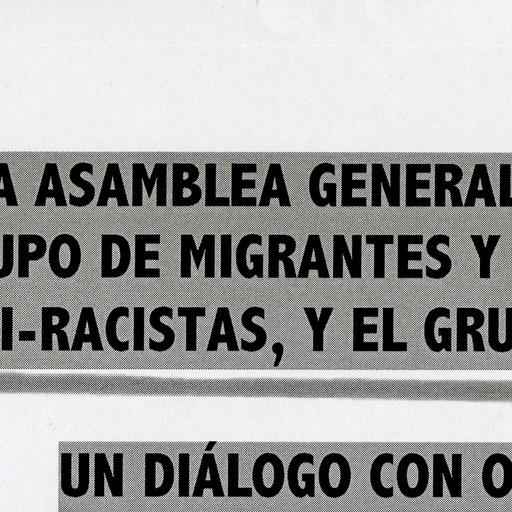 A ASAMBLEA GENERAL
UPO DE MIGRANTES Y
I-RACISTAS, Y EL GRU
UN DIÁLOGO CON O